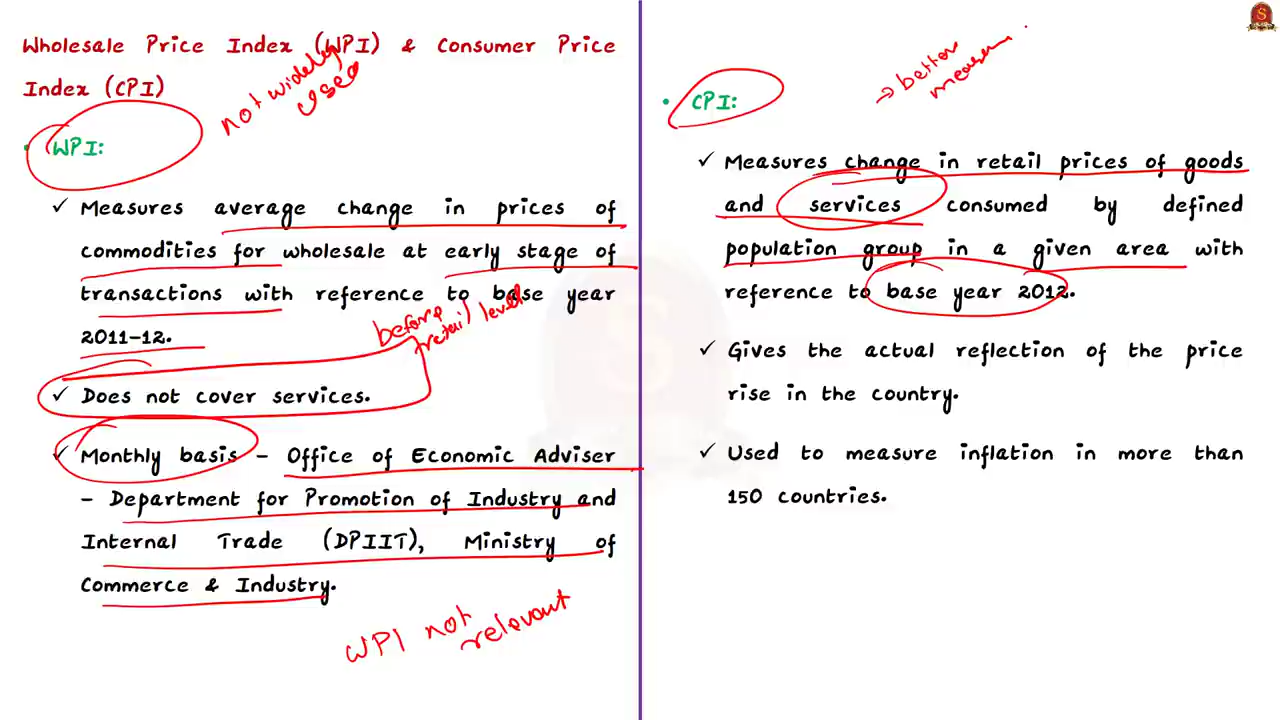 Wholesale Price Index (WPI) & Consumer Price
Index (CPI)
not widely
used
WPI:
✓ Measures average change in prices of
commodities for wholesale at early stage of
transactions with reference to base year
2011-12.
before
retail level
✓ Does not cover services.
✓ Monthly basis - Office of Economic Adviser
- Department for Promotion of Industry and
Internal Trade (DPIIT), Ministry of
Commerce & Industry.
WPI not
relevant
S
→ better
measure
• CPI:
✓ Measures change in retail prices of goods
and services consumed by defined
population group in a given area with
reference to base year 2012.
✓ Gives the actual reflection of the price
rise in the country.
✓ Used to measure inflation in more than
150 countries.